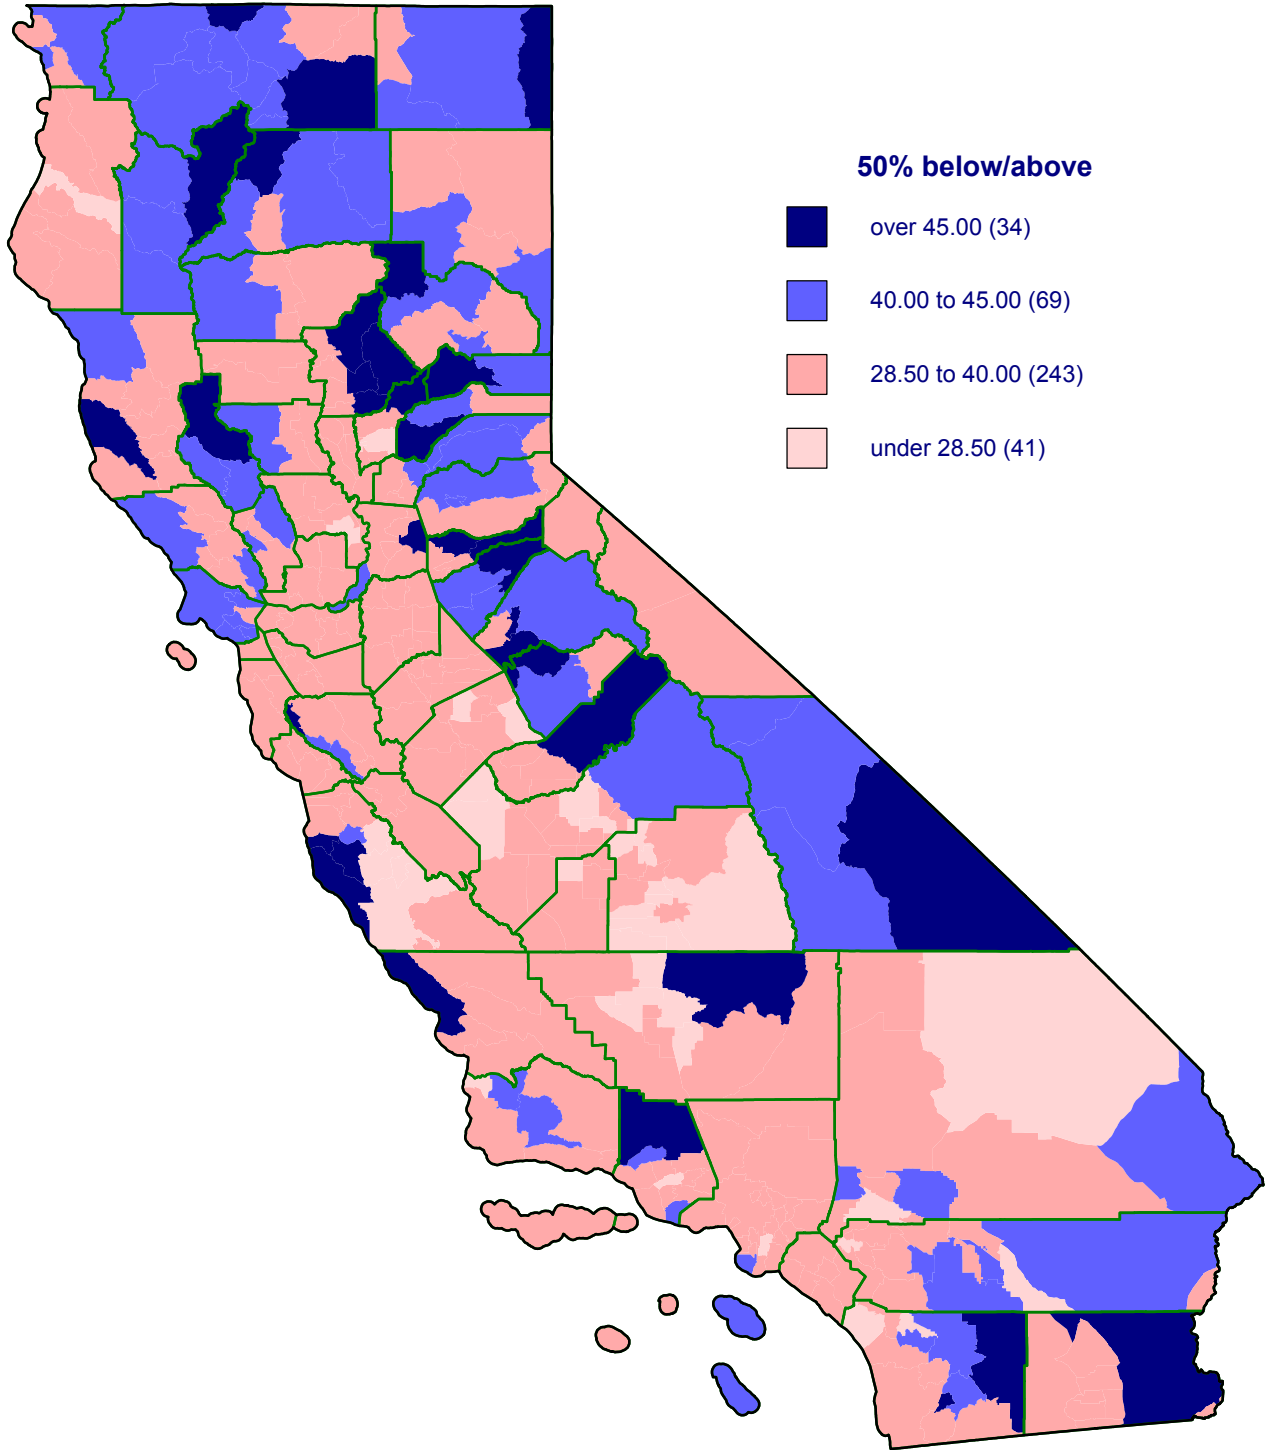 50% below/above
over 45.00 (34)
40.00 to 45.00 (69)
28.50 to 40.00 (243)
under 28.50 (41)